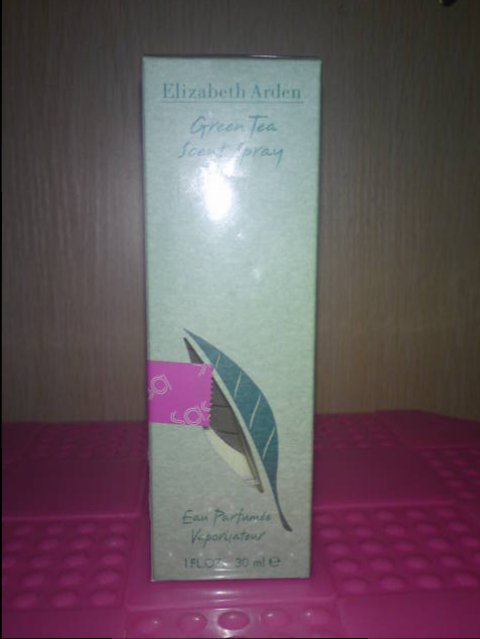 Elizabeth Arden
Green Tea
Scent Spray
Eau Parfumée
Vaporisateur
1 FL.OZ. 30 ml ℮